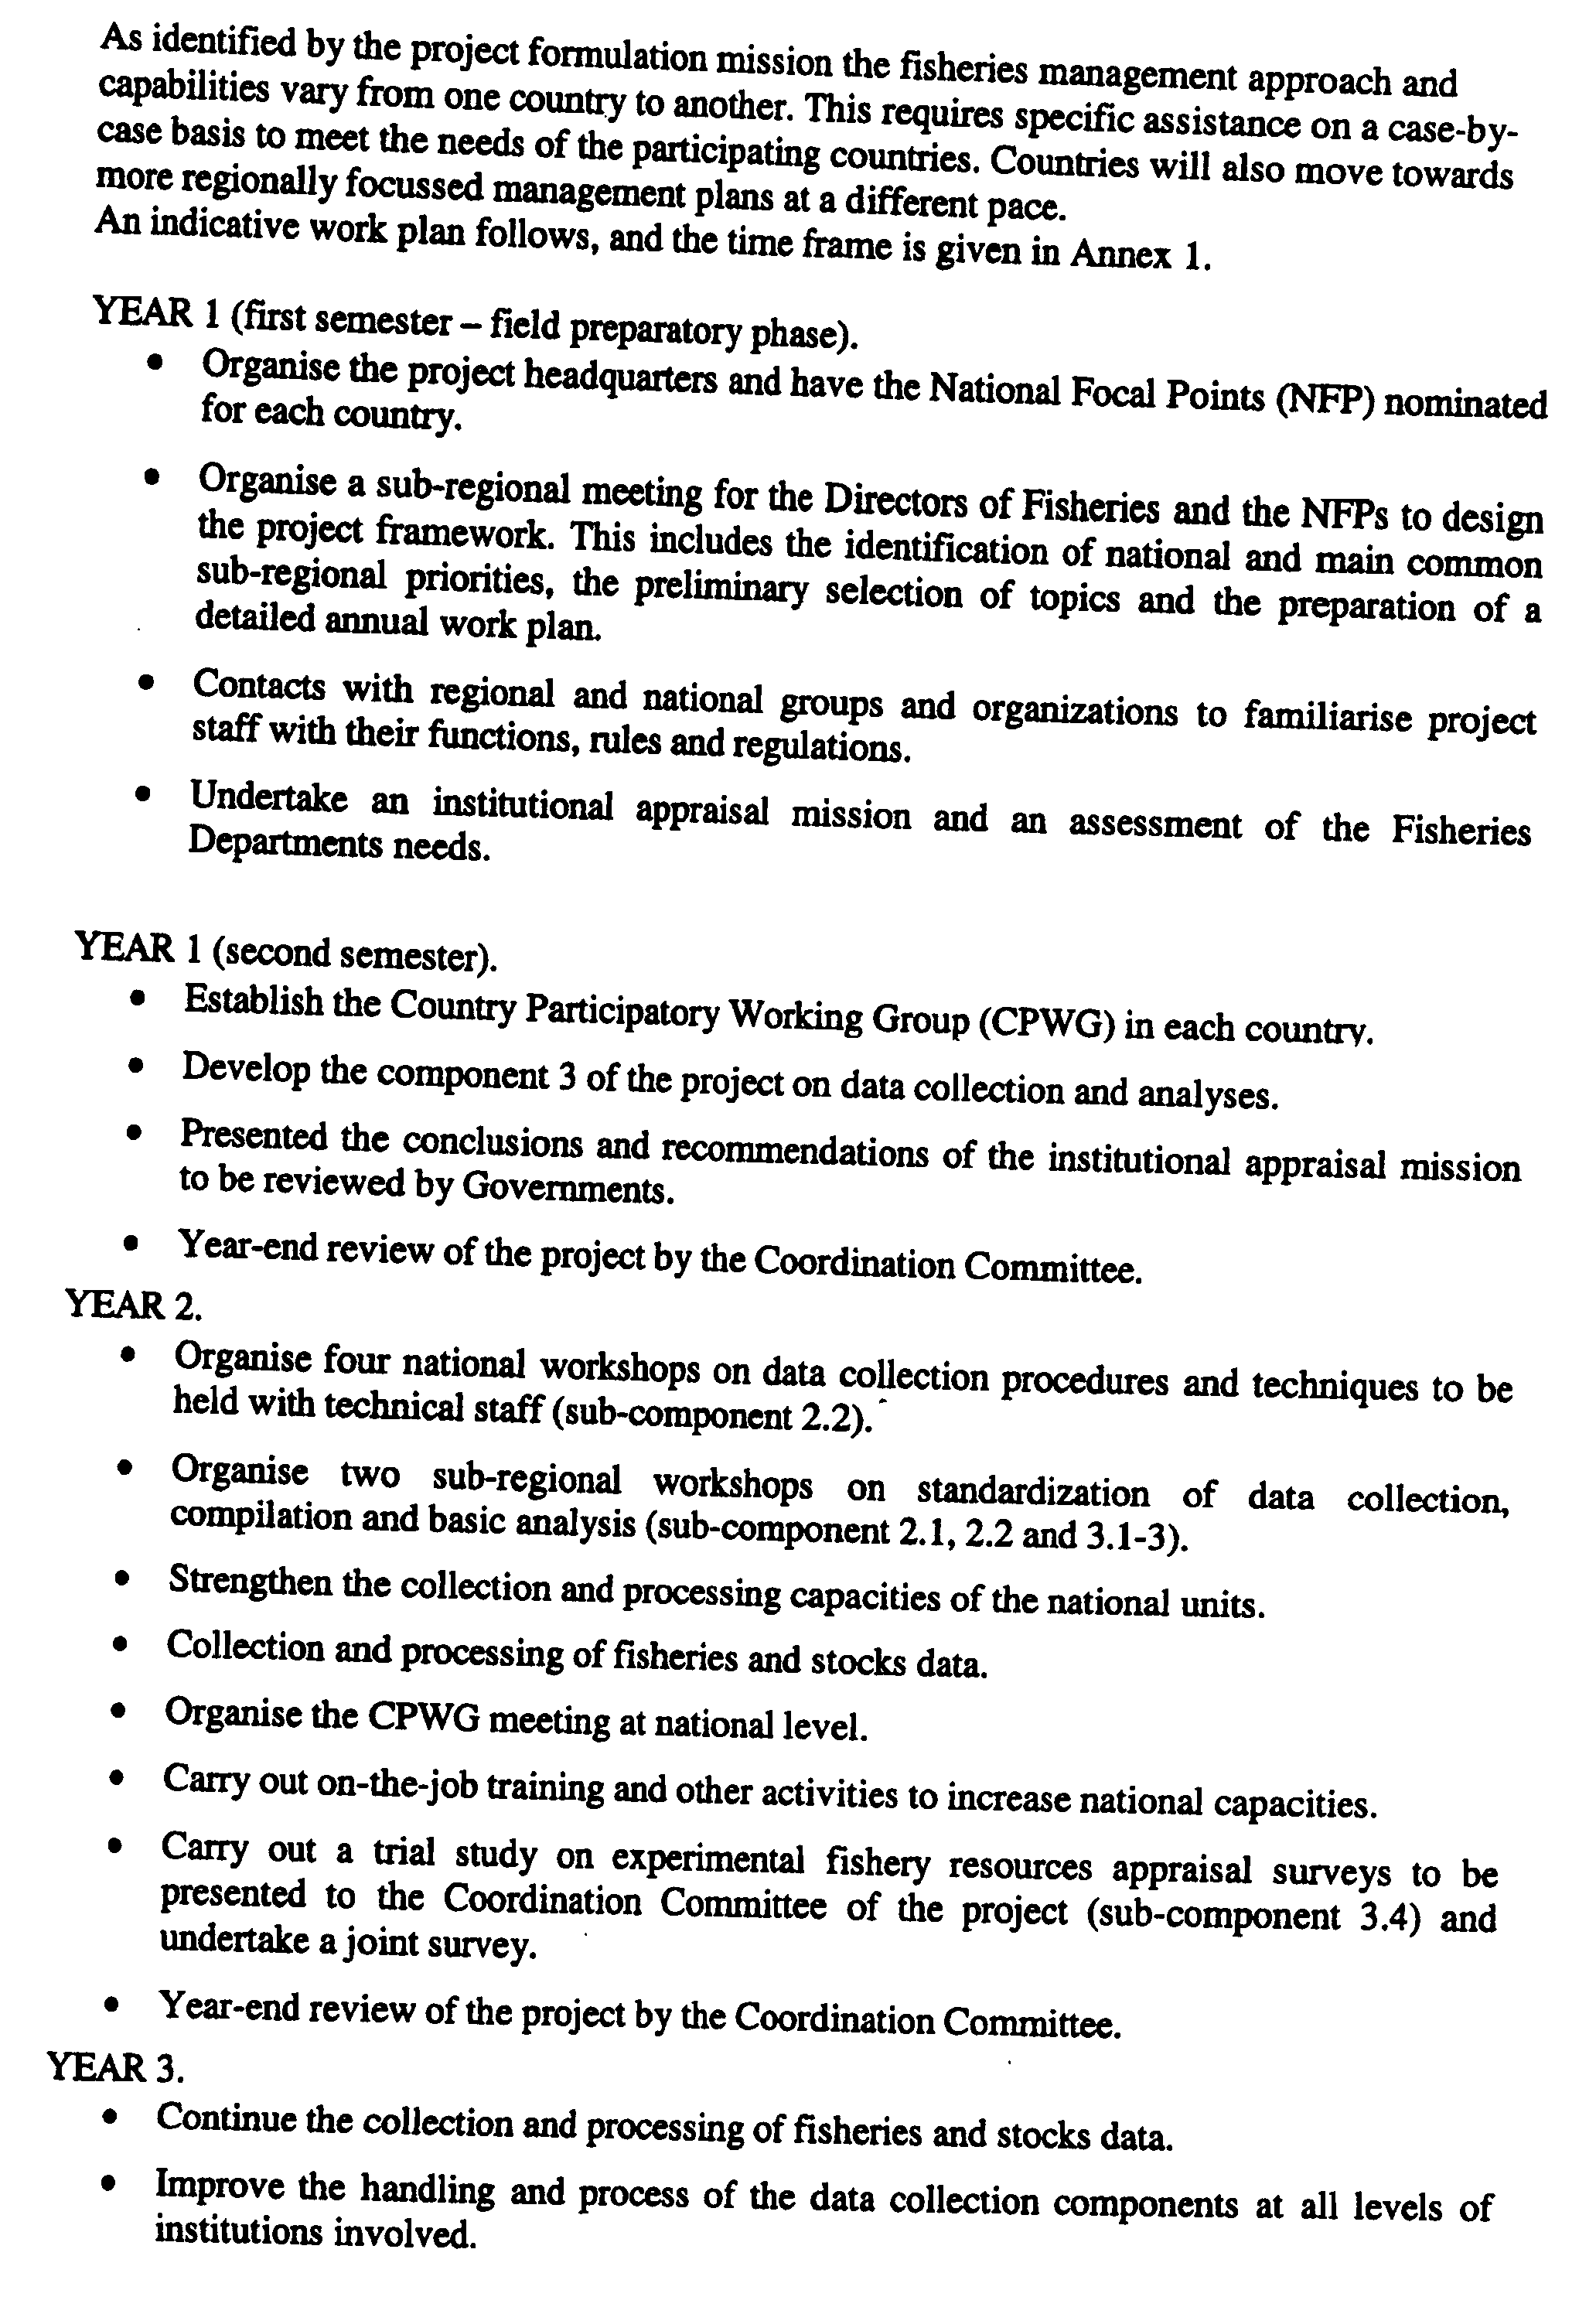 As identified by the project formulation mission the fisheries management approach and
capabilities vary from one country to another. This requires specific assistance on a case-by-
case basis to meet the needs of the participating countries. Countries will also move towards
more regionally focussed management plans at a different pace.
An indicative work plan follows, and the time frame is given in Annex 1.
YEAR 1 (first semester – field preparatory phase).
• Organise the project headquarters and have the National Focal Points (NFP) nominated
for each country.
• Organise a sub-regional meeting for the Directors of Fisheries and the NFPs to design
the project framework. This includes the identification of national and main common
sub-regional priorities, the preliminary selection of topics and the preparation of a
detailed annual work plan.
• Contacts with regional and national groups and organizations to familiarise project
staff with their functions, rules and regulations.
• Undertake an institutional appraisal mission and an assessment of the Fisheries
Departments needs.
YEAR 1 (second semester).
• Establish the Country Participatory Working Group (CPWG) in each country.
• Develop the component 3 of the project on data collection and analyses.
• Presented the conclusions and recommendations of the institutional appraisal mission
to be reviewed by Governments.
• Year-end review of the project by the Coordination Committee.
YEAR 2.
• Organise four national workshops on data collection procedures and techniques to be
held with technical staff (sub-component 2.2).
• Organise two sub-regional workshops on standardization of data collection,
compilation and basic analysis (sub-component 2.1, 2.2 and 3.1-3).
• Strengthen the collection and processing capacities of the national units.
• Collection and processing of fisheries and stocks data.
• Organise the CPWG meeting at national level.
• Carry out on-the-job training and other activities to increase national capacities.
• Carry out a trial study on experimental fishery resources appraisal surveys to be
presented to the Coordination Committee of the project (sub-component 3.4) and
undertake a joint survey.
• Year-end review of the project by the Coordination Committee.
YEAR 3.
• Continue the collection and processing of fisheries and stocks data.
• Improve the handling and process of the data collection components at all levels of
institutions involved.